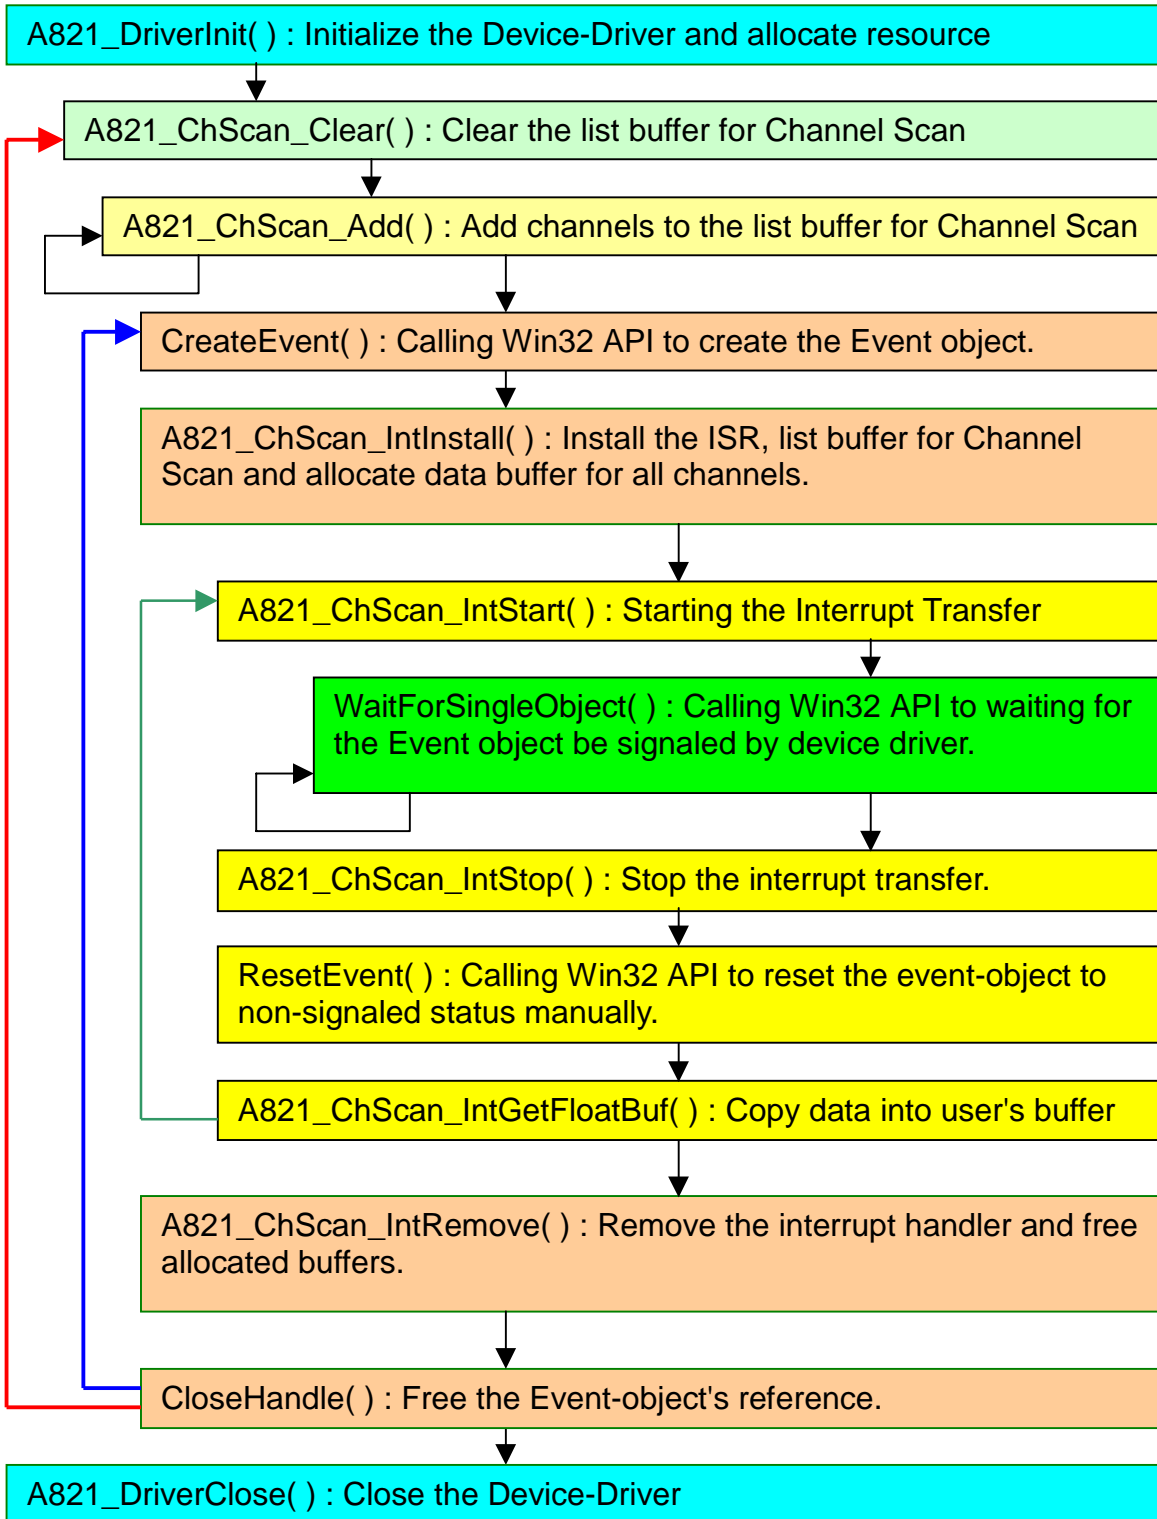 A821_DriverInit( ) : Initialize the Device-Driver and allocate resource
A821_ChScan_Clear( ) : Clear the list buffer for Channel Scan
A821_ChScan_Add( ) : Add channels to the list buffer for Channel Scan
CreateEvent( ) : Calling Win32 API to create the Event object.
A821_ChScan_IntInstall( ) : Install the ISR, list buffer for Channel
Scan and allocate data buffer for all channels.
A821_ChScan_IntStart( ) : Starting the Interrupt Transfer
WaitForSingleObject( ) : Calling Win32 API to waiting for
the Event object be signaled by device driver.
A821_ChScan_IntStop( ) : Stop the interrupt transfer.
ResetEvent( ) : Calling Win32 API to reset the event-object to
non-signaled status manually.
A821_ChScan_IntGetFloatBuf( ) : Copy data into user's buffer
A821_ChScan_IntRemove( ) : Remove the interrupt handler and free
allocated buffers.
CloseHandle( ) : Free the Event-object's reference.
A821_DriverClose( ) : Close the Device-Driver